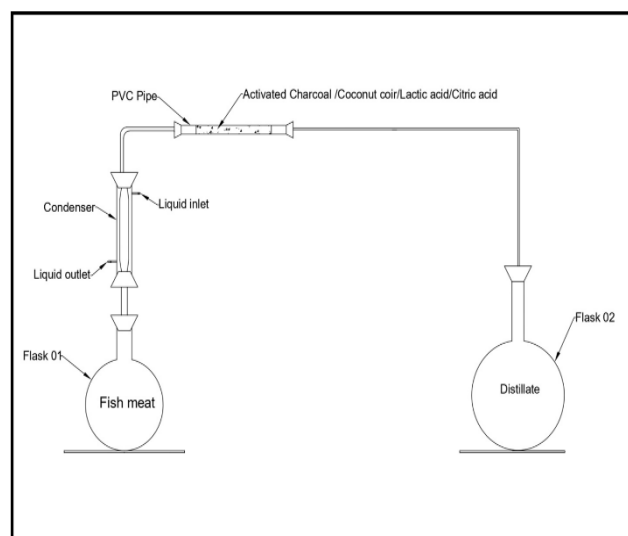 PVC Pipe
Activated Charcoal /Coconut coir/Lactic acid/Citric acid
Condenser
Liquid inlet
Liquid outlet
Flask 01
Fish meat
Flask 02
Distillate